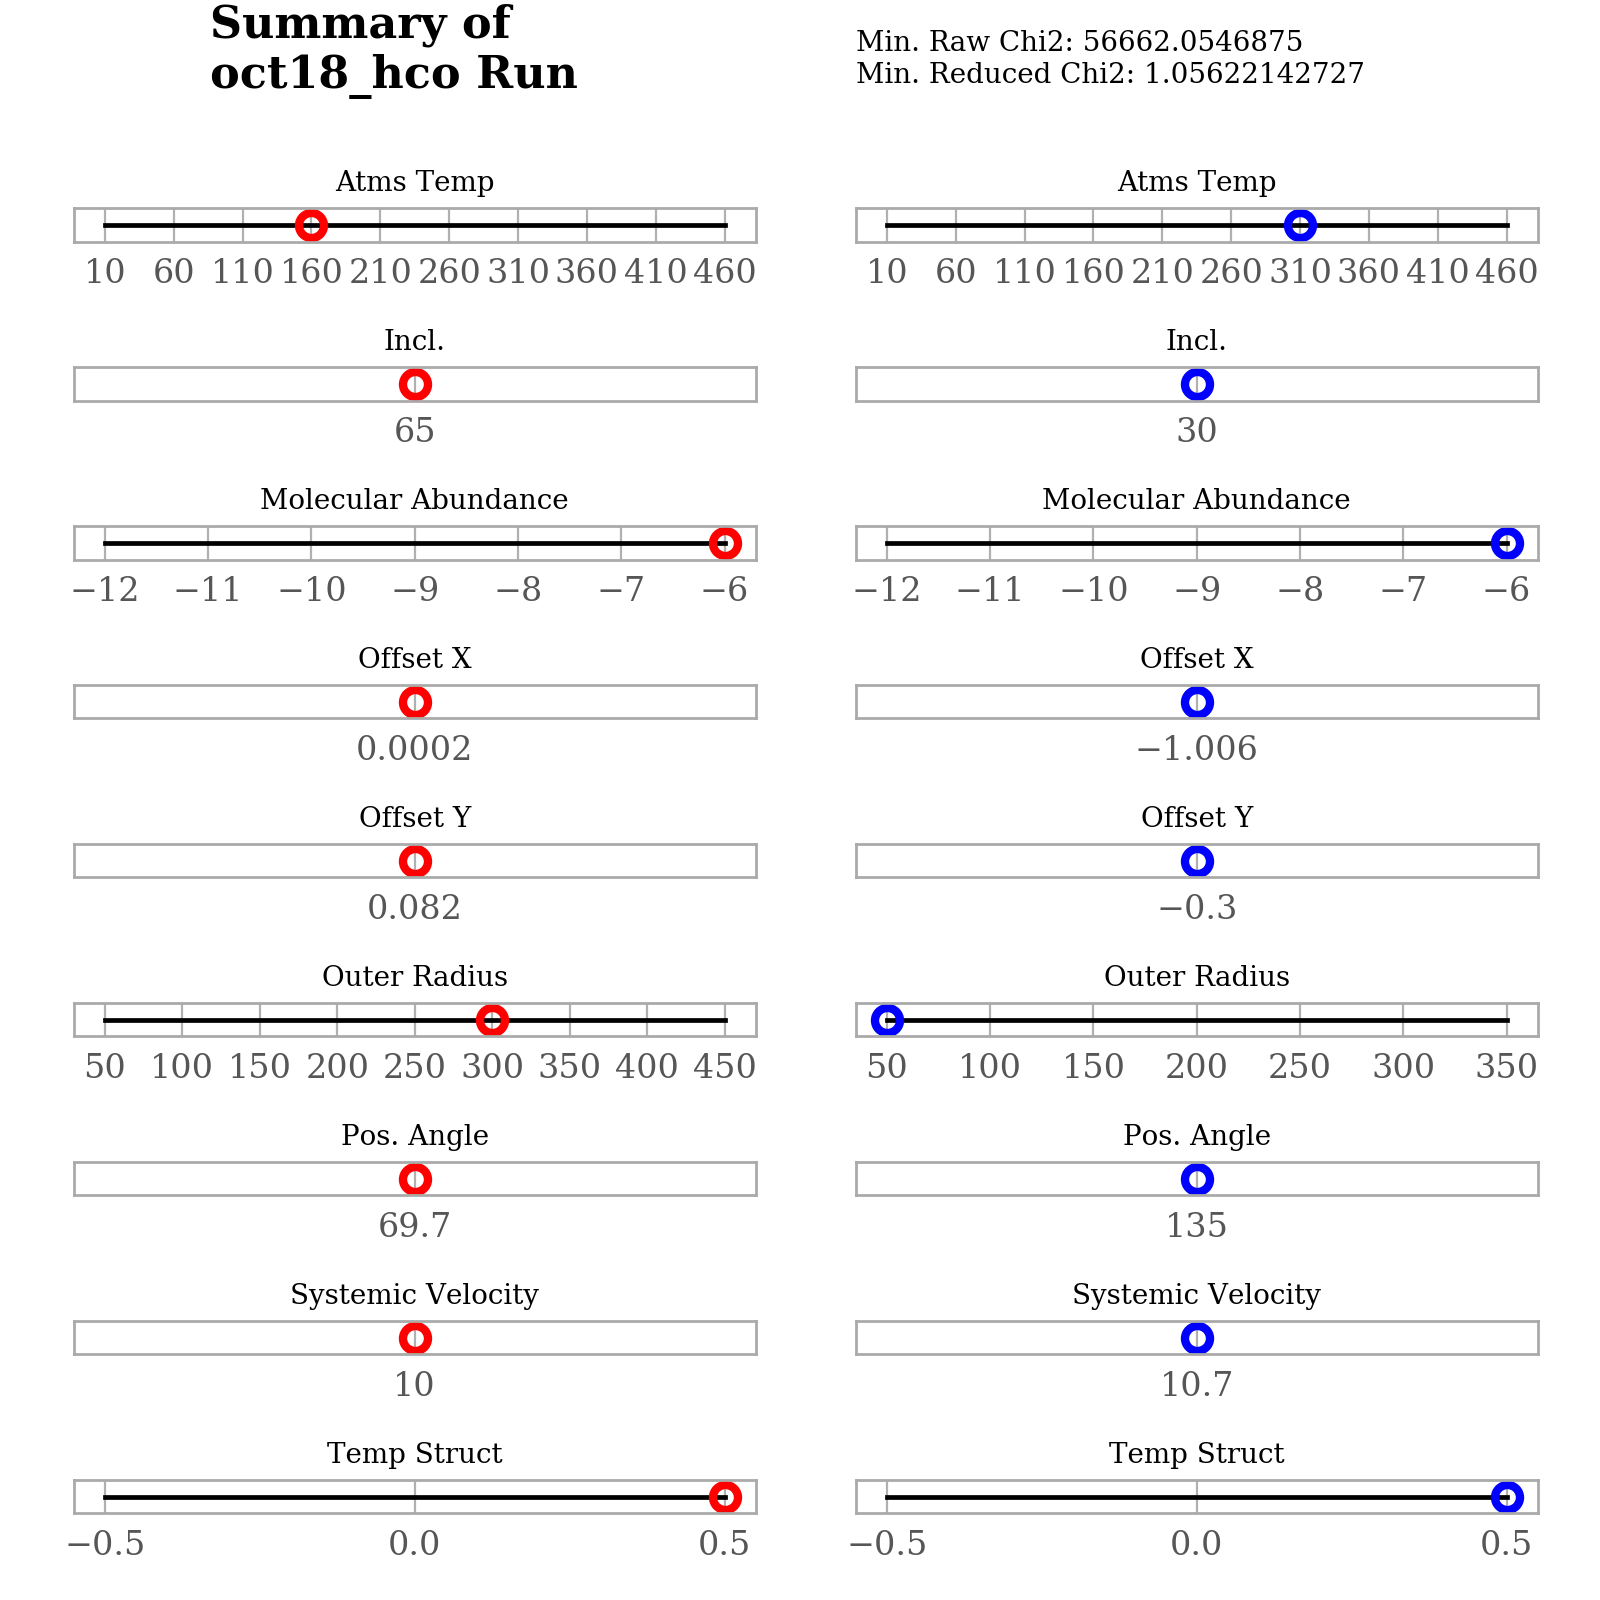 Summary of
oct18_hco Run
Min. Raw Chi2: 56662.0546875
Min. Reduced Chi2: 1.05622142727
Atms Temp
10 60 110 160 210 260 310 360 410 460
Incl.
65
Molecular Abundance
−12 −11 −10 −9 −8 −7 −6
Offset X
0.0002
Offset Y
0.082
Outer Radius
50 100 150 200 250 300 350 400 450
Pos. Angle
69.7
Systemic Velocity
10
Temp Struct
−0.5 0.0 0.5
Atms Temp
10 60 110 160 210 260 310 360 410 460
Incl.
30
Molecular Abundance
−12 −11 −10 −9 −8 −7 −6
Offset X
−1.006
Offset Y
−0.3
Outer Radius
50 100 150 200 250 300 350
Pos. Angle
135
Systemic Velocity
10.7
Temp Struct
−0.5 0.0 0.5